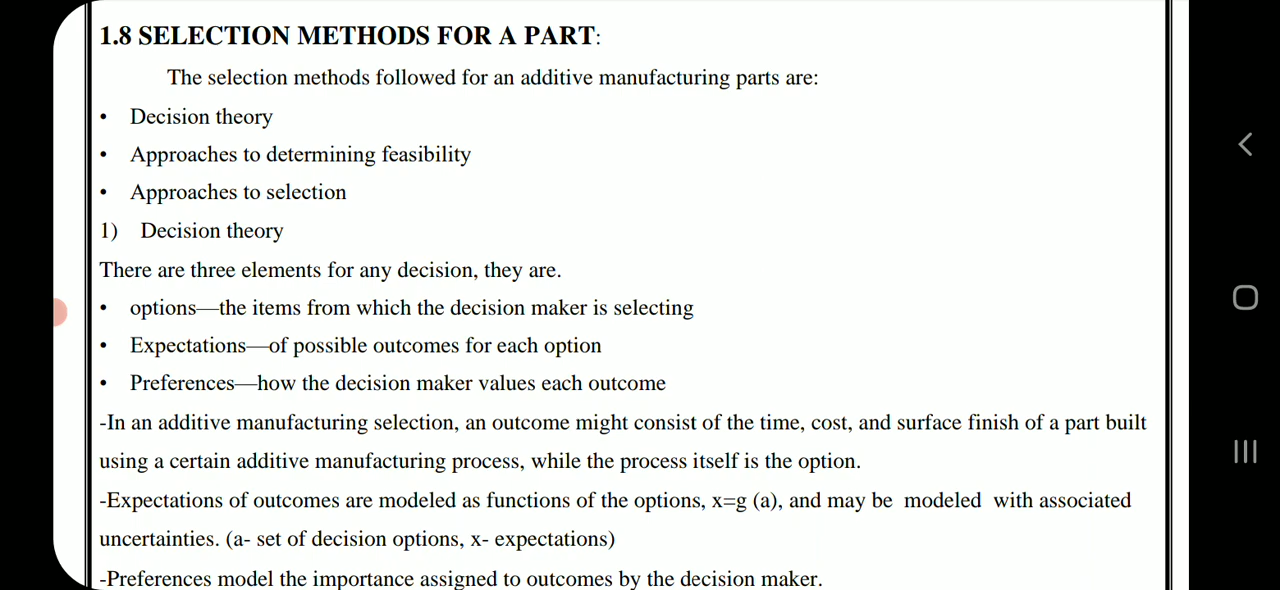 1.8 SELECTION METHODS FOR A PART:
The selection methods followed for an additive manufacturing parts are:
• Decision theory
• Approaches to determining feasibility
• Approaches to selection
1) Decision theory
There are three elements for any decision, they are.
• options—the items from which the decision maker is selecting
• Expectations—of possible outcomes for each option
• Preferences—how the decision maker values each outcome
-In an additive manufacturing selection, an outcome might consist of the time, cost, and surface finish of a part built
using a certain additive manufacturing process, while the process itself is the option.
-Expectations of outcomes are modeled as functions of the options, x=g (a), and may be modeled with associated
uncertainties. (a- set of decision options, x- expectations)
-Preferences model the importance assigned to outcomes by the decision maker.